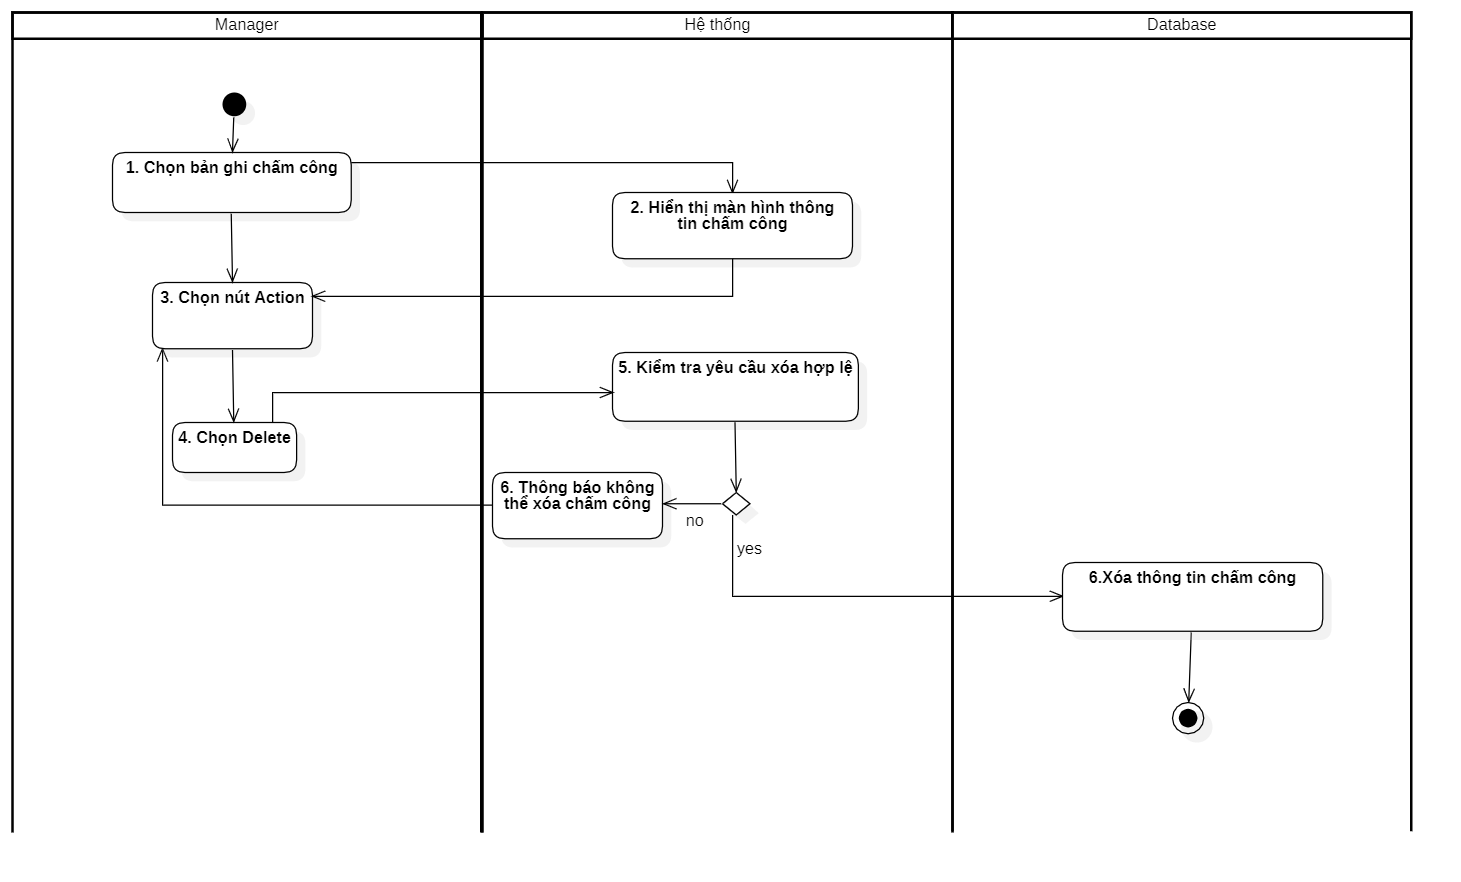 Manager
Hệ thống
Database
1. Chọn bản ghi chấm công
2. Hiển thị màn hình thông
tin chấm công
3. Chọn nút Action
5. Kiểm tra yêu cầu xóa hợp lệ
4. Chọn Delete
6. Thông báo không
thể xóa chấm công
no
yes
6.Xóa thông tin chấm công